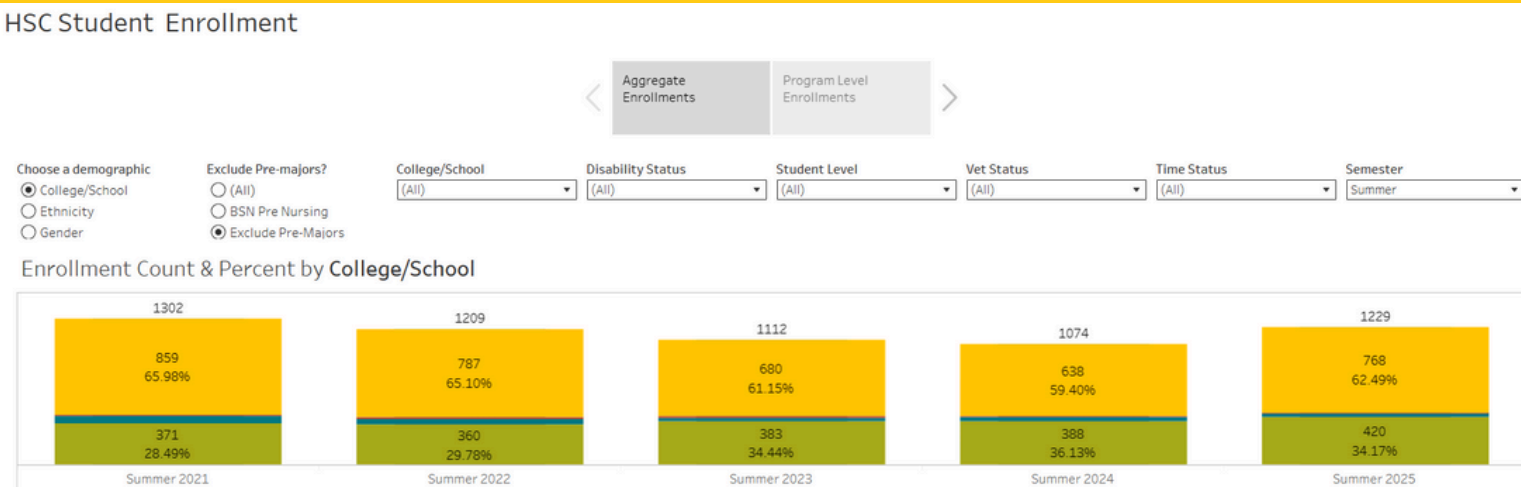 HSC Student Enrollment
Aggregate
Enrollments
Program Level
Enrollments
Choose a demographic
College/School
Ethnicity
Gender
Exclude Pre-majors?
(All)
BSN Pre Nursing
Exclude Pre-Majors
College/School
(All)
Disability Status
(All)
Student Level
(All)
Vet Status
(All)
Time Status
(All)
Semester
Summer
Enrollment Count & Percent by College/School
1302
859
65.98%
371
28.49%
Summer 2021
1209
787
65.10%
360
29.78%
Summer 2022
1112
680
61.15%
383
34.44%
Summer 2023
1074
638
59.40%
388
36.13%
Summer 2024
1229
768
62.49%
420
34.17%
Summer 2025